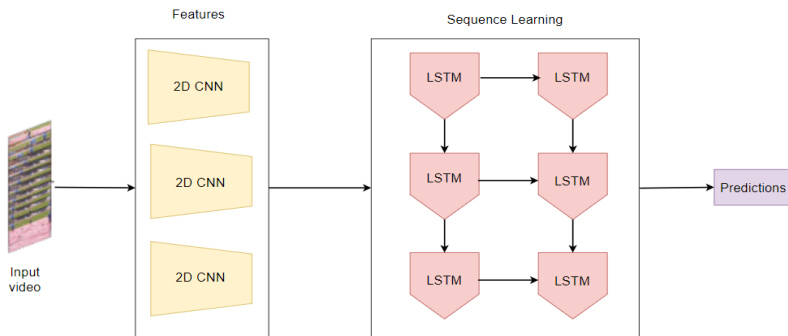 Features
Sequence Learning
2D CNN
2D CNN
2D CNN
LSTM
LSTM
LSTM
LSTM
LSTM
LSTM
Predictions
Input
video